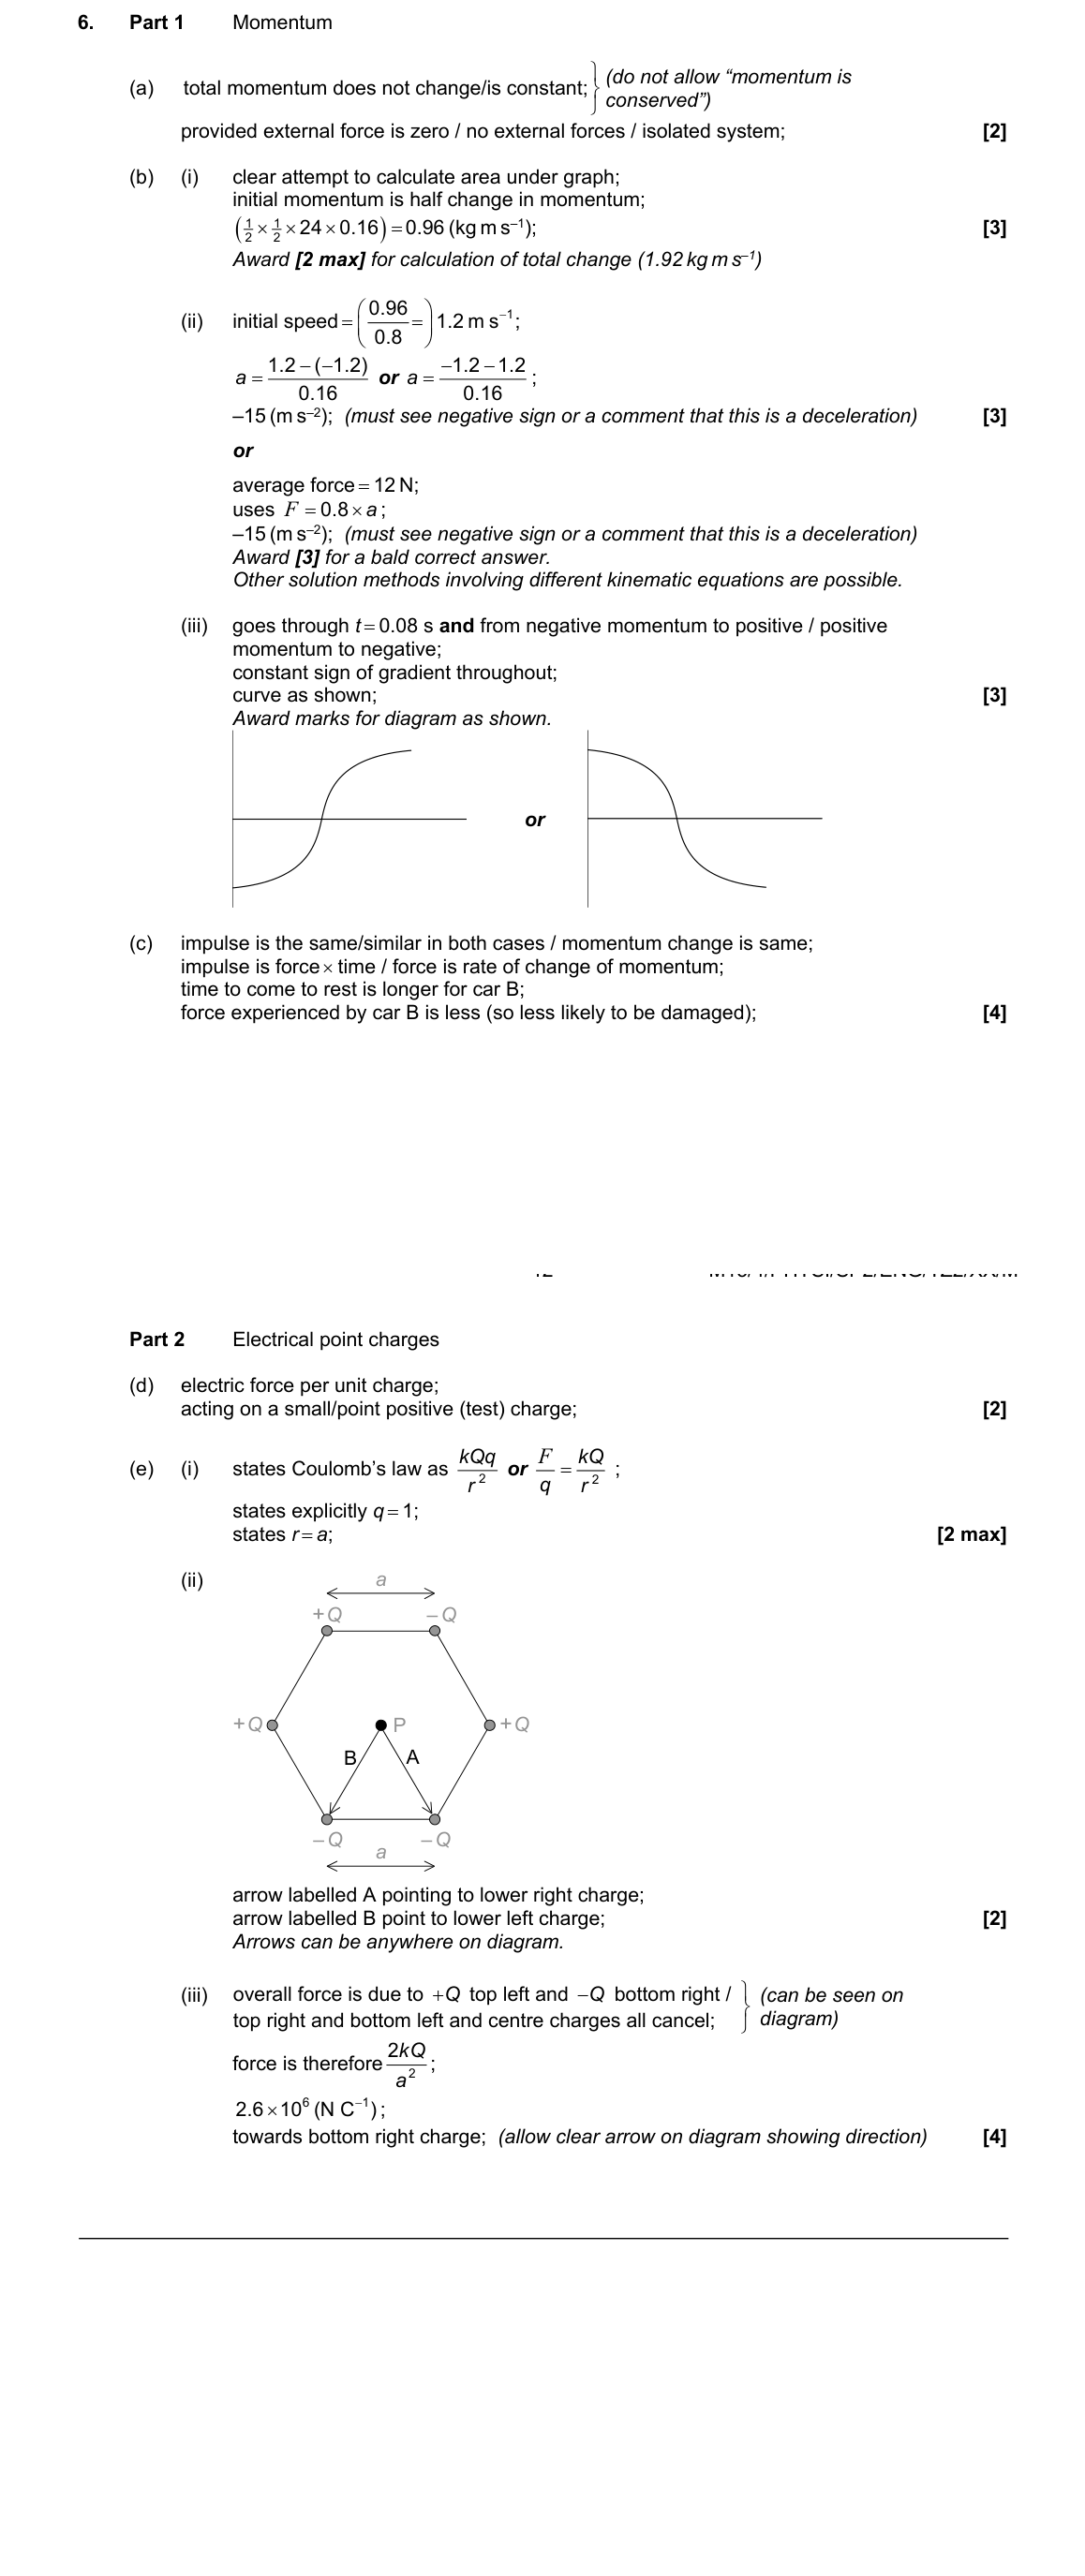 6. Part 1 Momentum
(a) total momentum does not change/is constant; (do not allow “momentum is conserved”)
provided external force is zero / no external forces / isolated system; [2]
(b) (i) clear attempt to calculate area under graph;
initial momentum is half change in momentum;
(½ × ½ × 24 × 0.16) = 0.96 (kg m s⁻¹); [3]
Award [2 max] for calculation of total change (1.92 kg m s⁻¹)
(ii) initial speed = (0.96/0.8 =) 1.2 m s⁻¹;
a = (1.2 – (–1.2))/0.16 or a = (–1.2 – 1.2)/0.16;
–15 (m s⁻²); (must see negative sign or a comment that this is a deceleration) [3]
or
average force = 12 N;
uses F = 0.8 × a;
–15 (m s⁻²); (must see negative sign or a comment that this is a deceleration)
Award [3] for a bald correct answer.
Other solution methods involving different kinematic equations are possible.
(iii) goes through t = 0.08 s and from negative momentum to positive / positive
momentum to negative;
constant sign of gradient throughout;
curve as shown; [3]
Award marks for diagram as shown.
or
(c) impulse is the same/similar in both cases / momentum change is same;
impulse is force × time / force is rate of change of momentum;
time to come to rest is longer for car B;
force experienced by car B is less (so less likely to be damaged); [4]
Part 2 Electrical point charges
(d) electric force per unit charge;
acting on a small/point positive (test) charge; [2]
(e) (i) states Coulomb’s law as kQq/r² or F/q = kQ/r²;
states explicitly q = 1;
states r = a; [2 max]
(ii)
a
+Q –Q
+Q P +Q
B A
–Q –Q
a
arrow labelled A pointing to lower right charge;
arrow labelled B point to lower left charge; [2]
Arrows can be anywhere on diagram.
(iii) overall force is due to +Q top left and –Q bottom right / (can be seen on
top right and bottom left and centre charges all cancel; diagram)
force is therefore 2kQ/a²;
2.6 × 10⁶ (N C⁻¹);
towards bottom right charge; (allow clear arrow on diagram showing direction) [4]